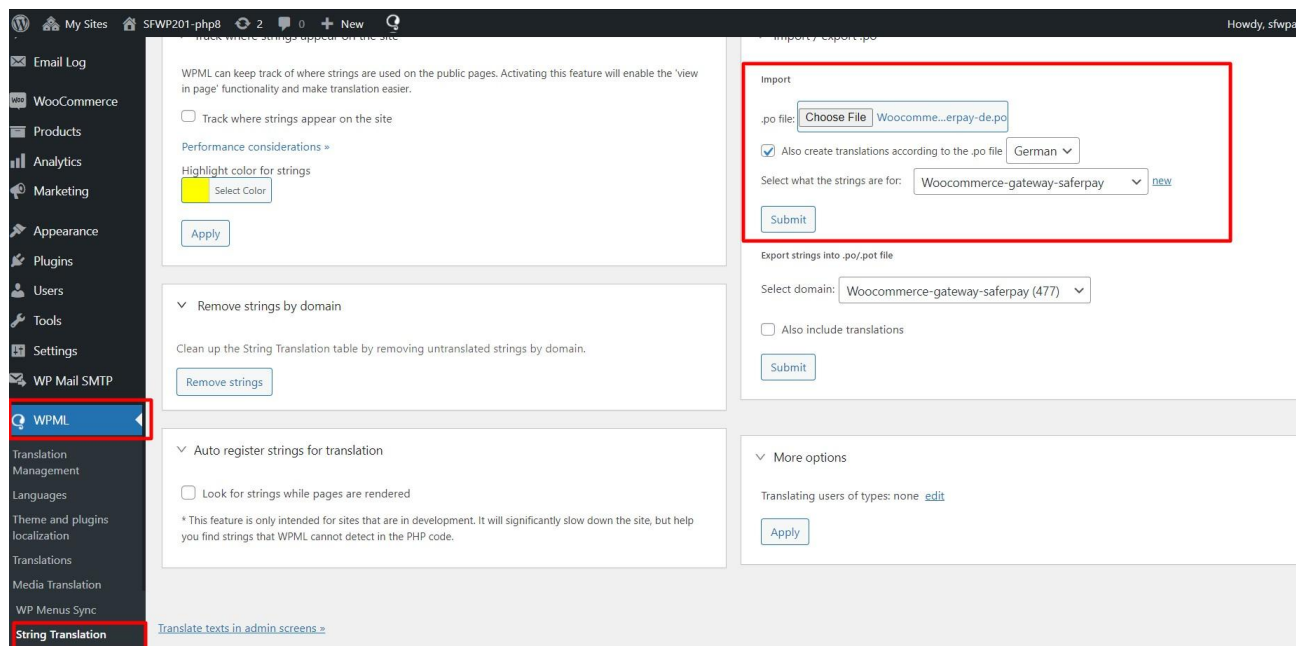 My Sites SFWP201-php8 2 0 + New Howdy, sfwpa
Email Log
WooCommerce
Products
Analytics
Marketing
Appearance
Plugins
Users
Tools
Settings
WP Mail SMTP
WPML
Translation
Management
Languages
Theme and plugins
localization
Translations
Media Translation
WP Menus Sync
String Translation
Track where strings appear on the site
WPML can keep track of where strings are used on the public pages. Activating this feature will enable the 'view
in page' functionality and make translation easier.
Track where strings appear on the site
Performance considerations »
Highlight color for strings
Select Color
Apply
Remove strings by domain
Clean up the String Translation table by removing untranslated strings by domain.
Remove strings
Auto register strings for translation
Look for strings while pages are rendered
* This feature is only intended for sites that are in development. It will significantly slow down the site, but help
you find strings that WPML cannot detect in the PHP code.
Translate texts in admin screens »
Import / export .po
Import
.po file: Choose File Woocomme...erpay-de.po
Also create translations according to the .po file German
Select what the strings are for: Woocommerce-gateway-saferpay new
Submit
Export strings into .po/.pot file
Select domain: Woocommerce-gateway-saferpay (477)
Also include translations
Submit
More options
Translating users of types: none edit
Apply